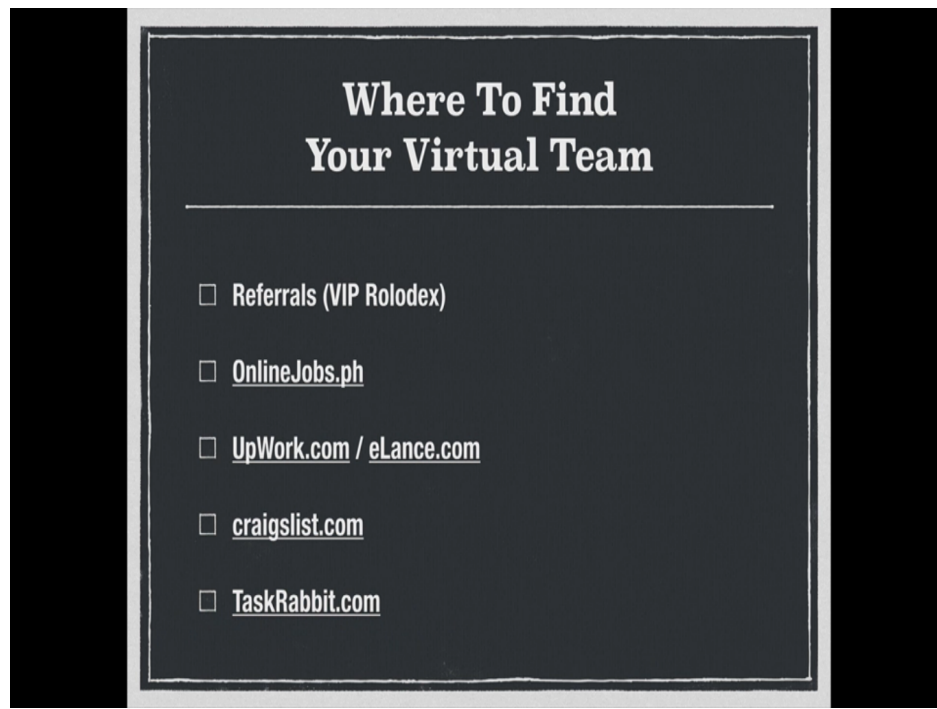 Where To Find
Your Virtual Team
Referrals (VIP Rolodex)
OnlineJobs.ph
UpWork.com / eLance.com
craigslist.com
TaskRabbit.com